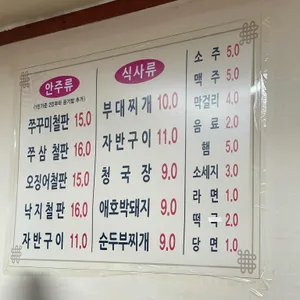 안주류
쭈꾸미철판 15.0
쭈삼철판 16.0
오징어철판 15.0
낙지철판 16.0
자반구이 11.0
식사류
부대찌개 10.0
자반구이 11.0
청국장 9.0
애호박돼지 9.0
순두부찌개 9.0
소주 5.0
맥주 5.0
막걸리 4.0
음료 2.0
햄 5.0
소세지 3.0
라면 1.0
떡국 2.0
당면 1.0